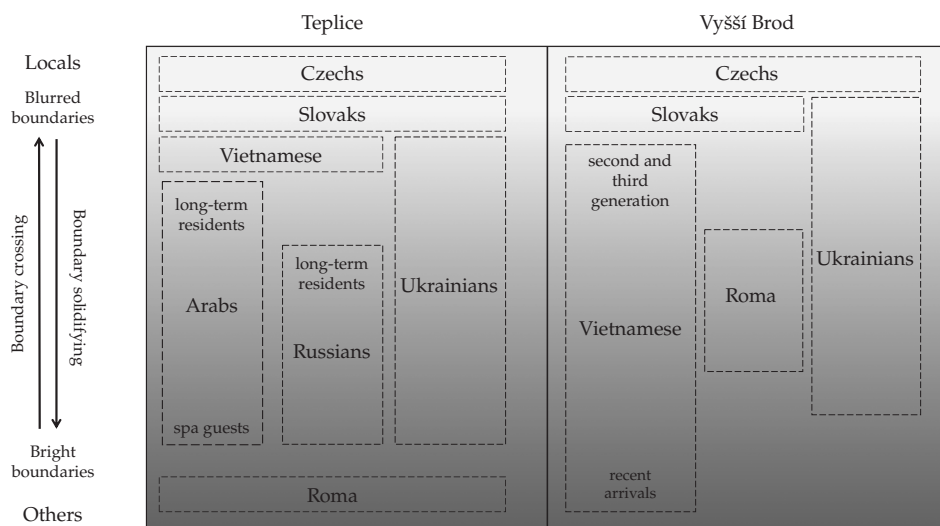 Teplice
Vyšší Brod
Locals
Blurred
boundaries
Boundary crossing
Boundary solidifying
Bright
boundaries
Others
Czechs
Slovaks
Vietnamese
long-term
residents
Arabs
spa guests
long-term
residents
Russians
Ukrainians
Roma
Czechs
Slovaks
second and
third
generation
Vietnamese
recent
arrivals
Roma
Ukrainians